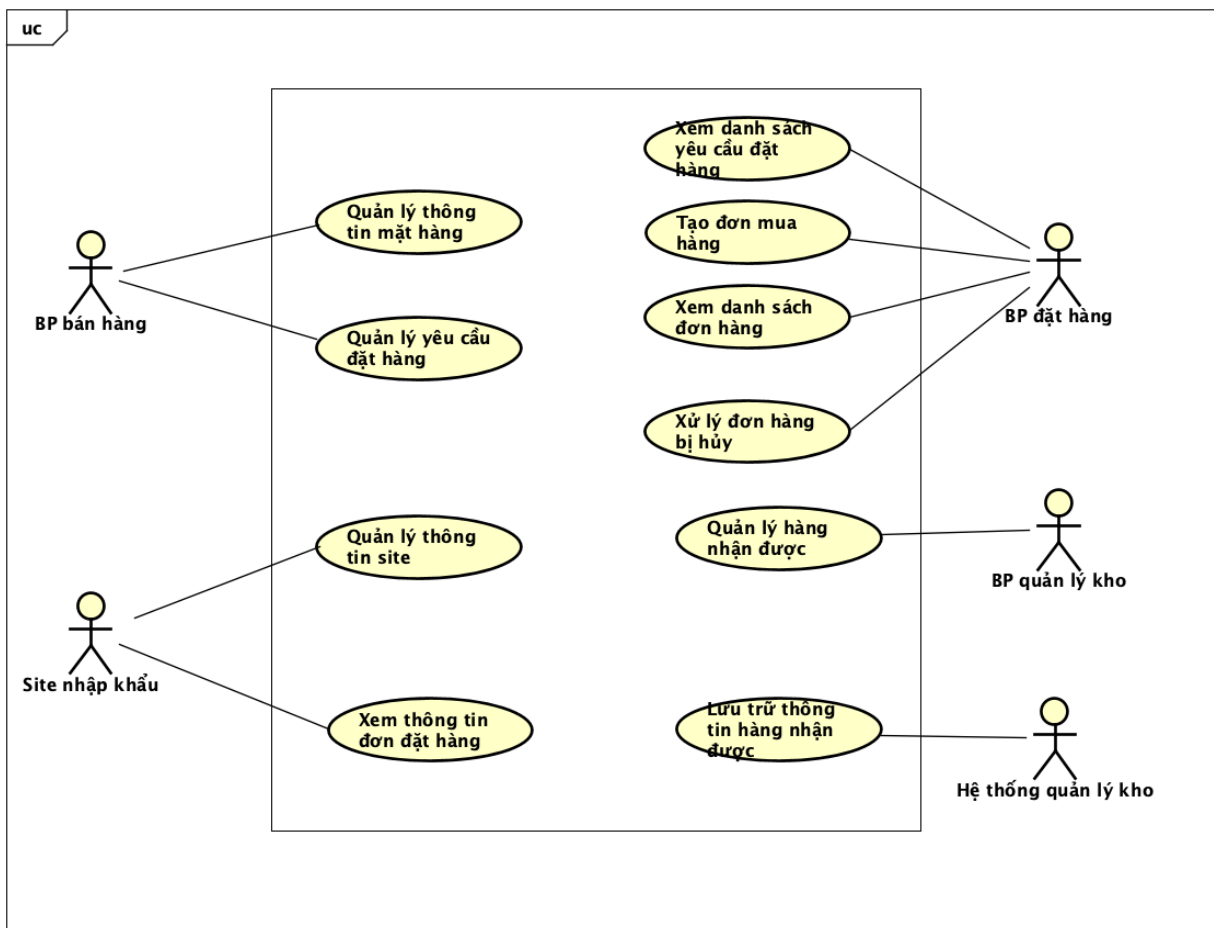 uc
Xem danh sách
yêu cầu đặt
hàng
Quản lý thông
tin mặt hàng
Tạo đơn mua
hàng
BP bán hàng
BP đặt hàng
Xem danh sách
đơn hàng
Quản lý yêu cầu
đặt hàng
Xử lý đơn hàng
bị hủy
Quản lý thông
tin site
Quản lý hàng
nhận được
BP quản lý kho
Site nhập khẩu
Xem thông tin
đơn đặt hàng
Lưu trữ thông
tin hàng nhận
được
Hệ thống quản lý kho